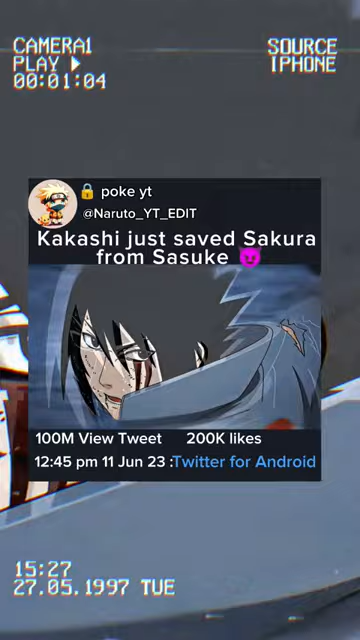 CAMERA1
PLAY ▶
00:01:04
SOURCE
IPHONE
🔒 poke yt
@Naruto_YT_EDIT
Kakashi just saved Sakura
from Sasuke 😈
100M View Tweet 200K likes
12:45 pm 11 Jun 23 :Twitter for Android
15:27
27.05.1997 TUE